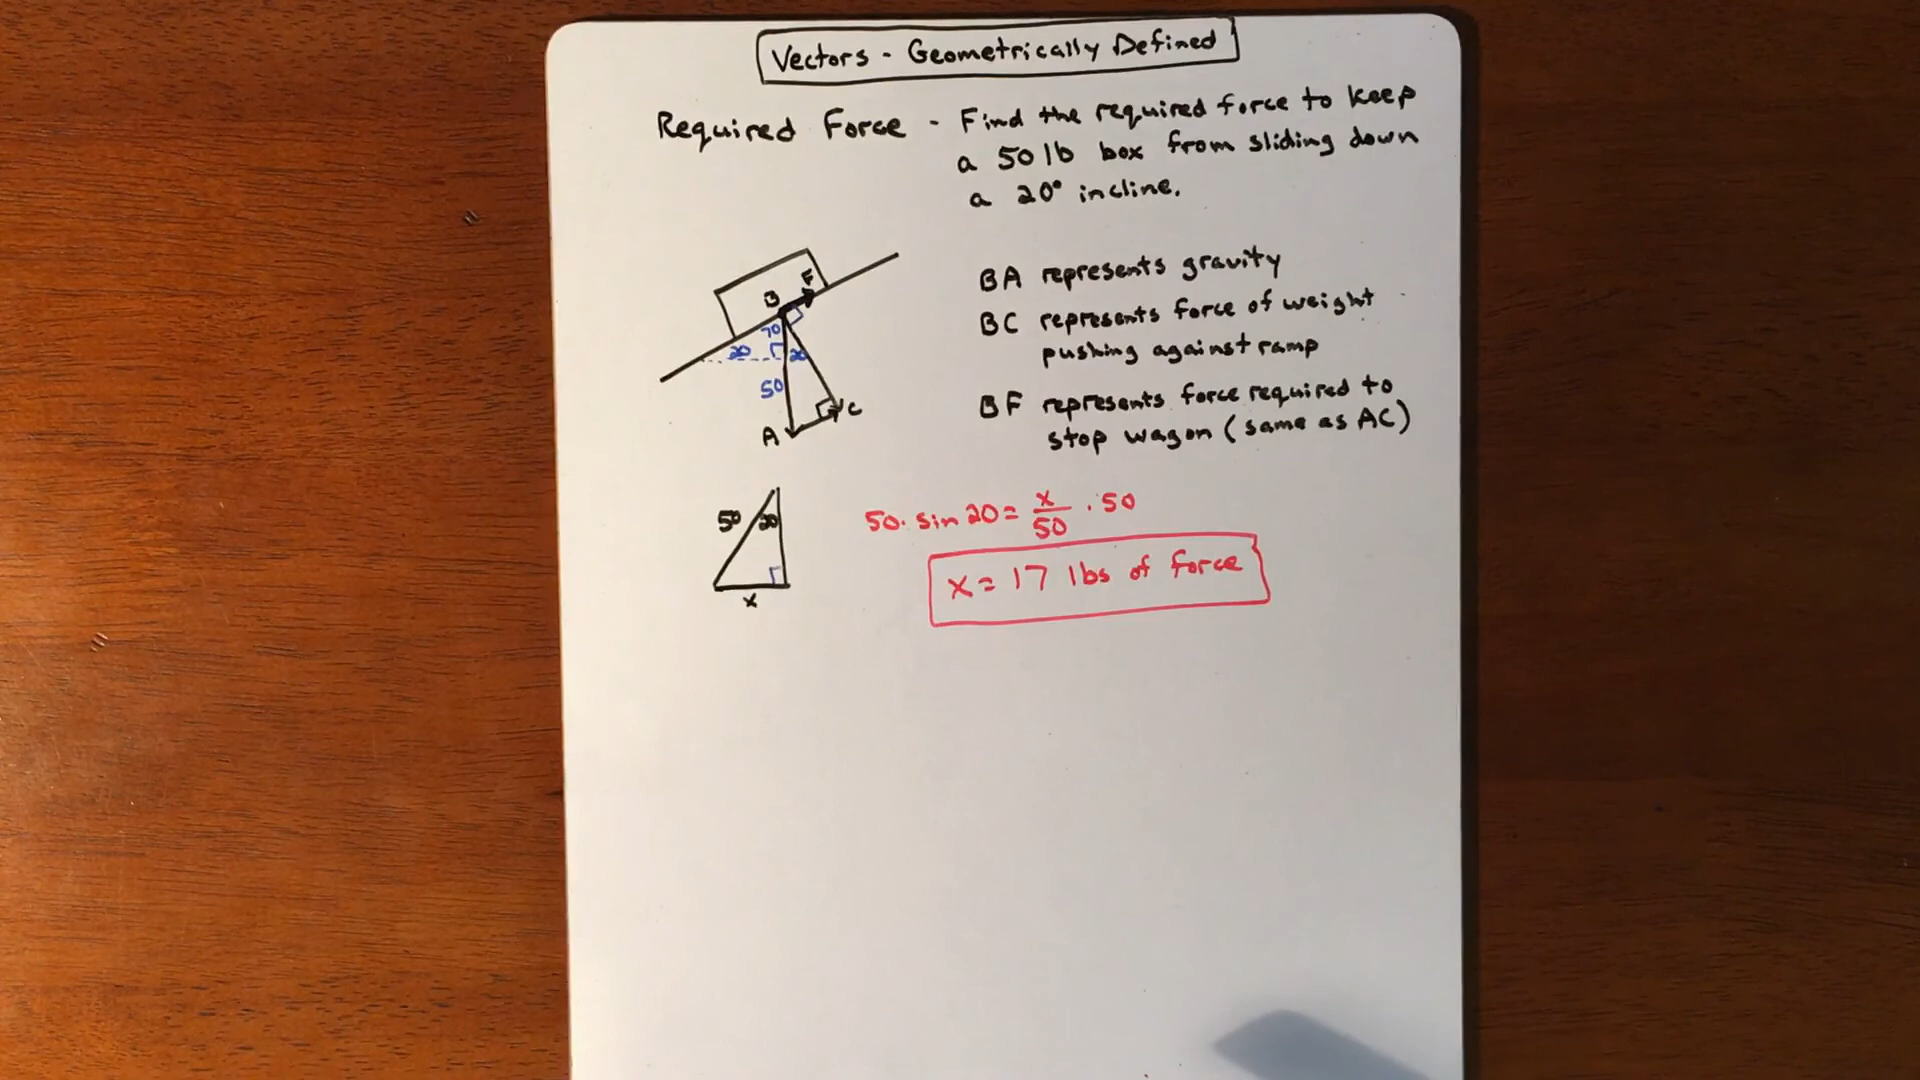 Vectors - Geometrically Defined
Required Force - Find the required force to keep
a 50 lb box from sliding down
a 20° incline.
B F
70
20 20
50
A C
BA represents gravity
BC represents force of weight
pushing against ramp
BF represents force required to
stop wagon (same as AC)
50 20
x
50 · sin 20 = x/50 · 50
x = 17 lbs of force